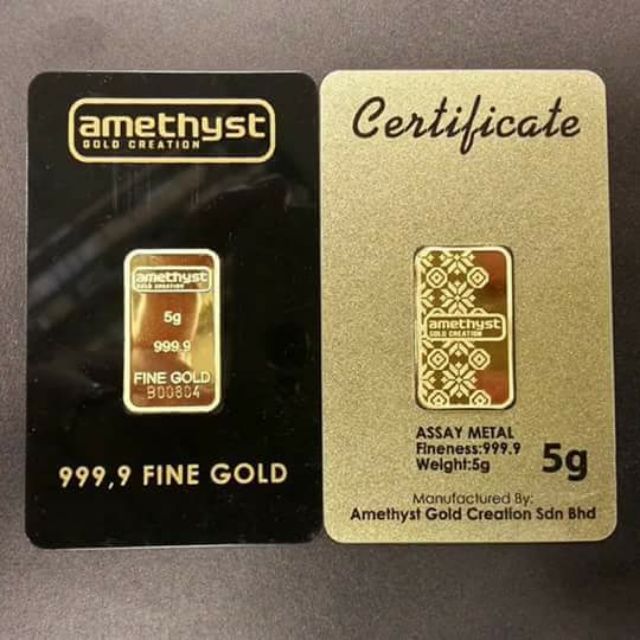 amethyst
GOLD CREATION
amethyst
GOLD CREATION
5g
999.9
FINE GOLD
B00804
999,9 FINE GOLD
Certificate
amethyst
GOLD CREATION
ASSAY METAL
Fineness:999.9
Weight:5g
5g
Manufactured By:
Amethyst Gold Creation Sdn Bhd